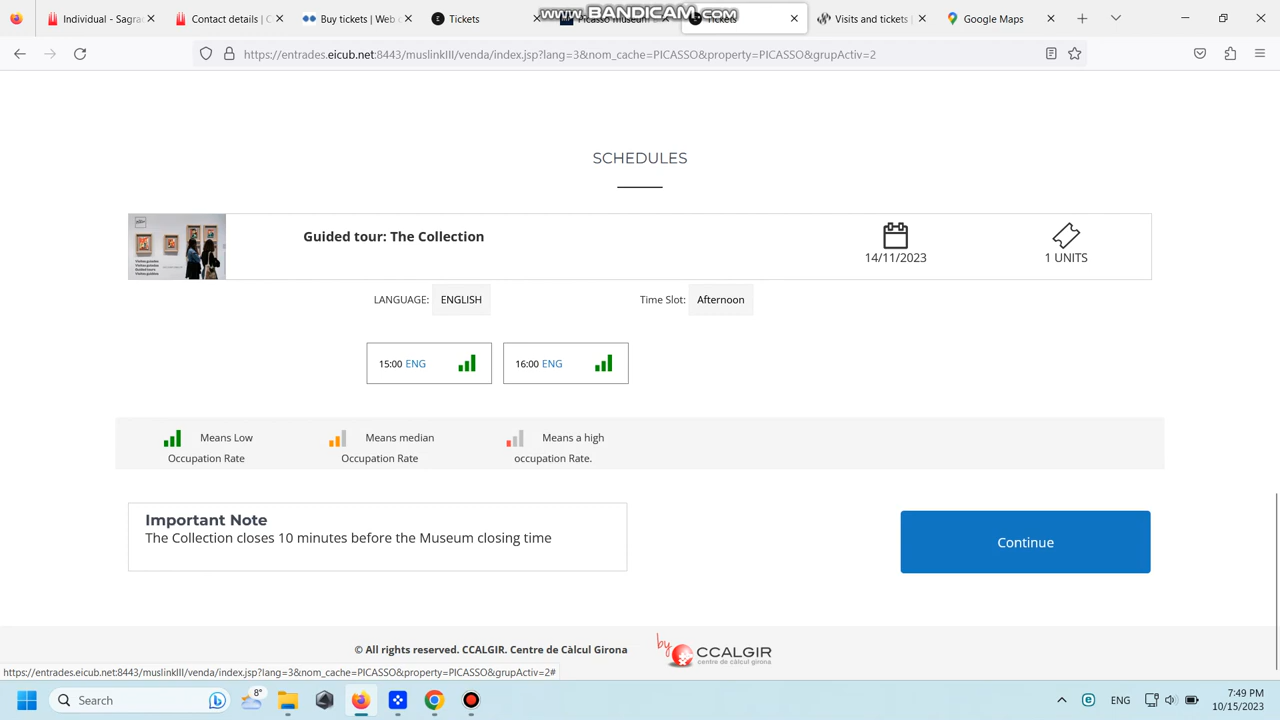 Individual - Sagra
Contact details | C
Buy tickets | Web c
Tickets
Picasso museum
Tickets
Visits and tickets |
Google Maps
www.BANDICAM.com
https://entrades.eicub.net:8443/muslinkIII/venda/index.jsp?lang=3&nom_cache=PICASSO&property=PICASSO&grupActiv=2
SCHEDULES
Guided tour: The Collection
14/11/2023
1 UNITS
LANGUAGE: ENGLISH
Time Slot: Afternoon
15:00 ENG
16:00 ENG
Means Low
Occupation Rate
Means median
Occupation Rate
Means a high
occupation Rate.
Important Note
The Collection closes 10 minutes before the Museum closing time
Continue
© All rights reserved. CCALGIR. Centre de Càlcul Girona
by CCALGIR
centre de càlcul girona
https://entrades.eicub.net:8443/muslinkIII/venda/index.jsp?lang=3&nom_cache=PICASSO&property=PICASSO&grupActiv=2#
Search
8°
ENG
7:49 PM
10/15/2023